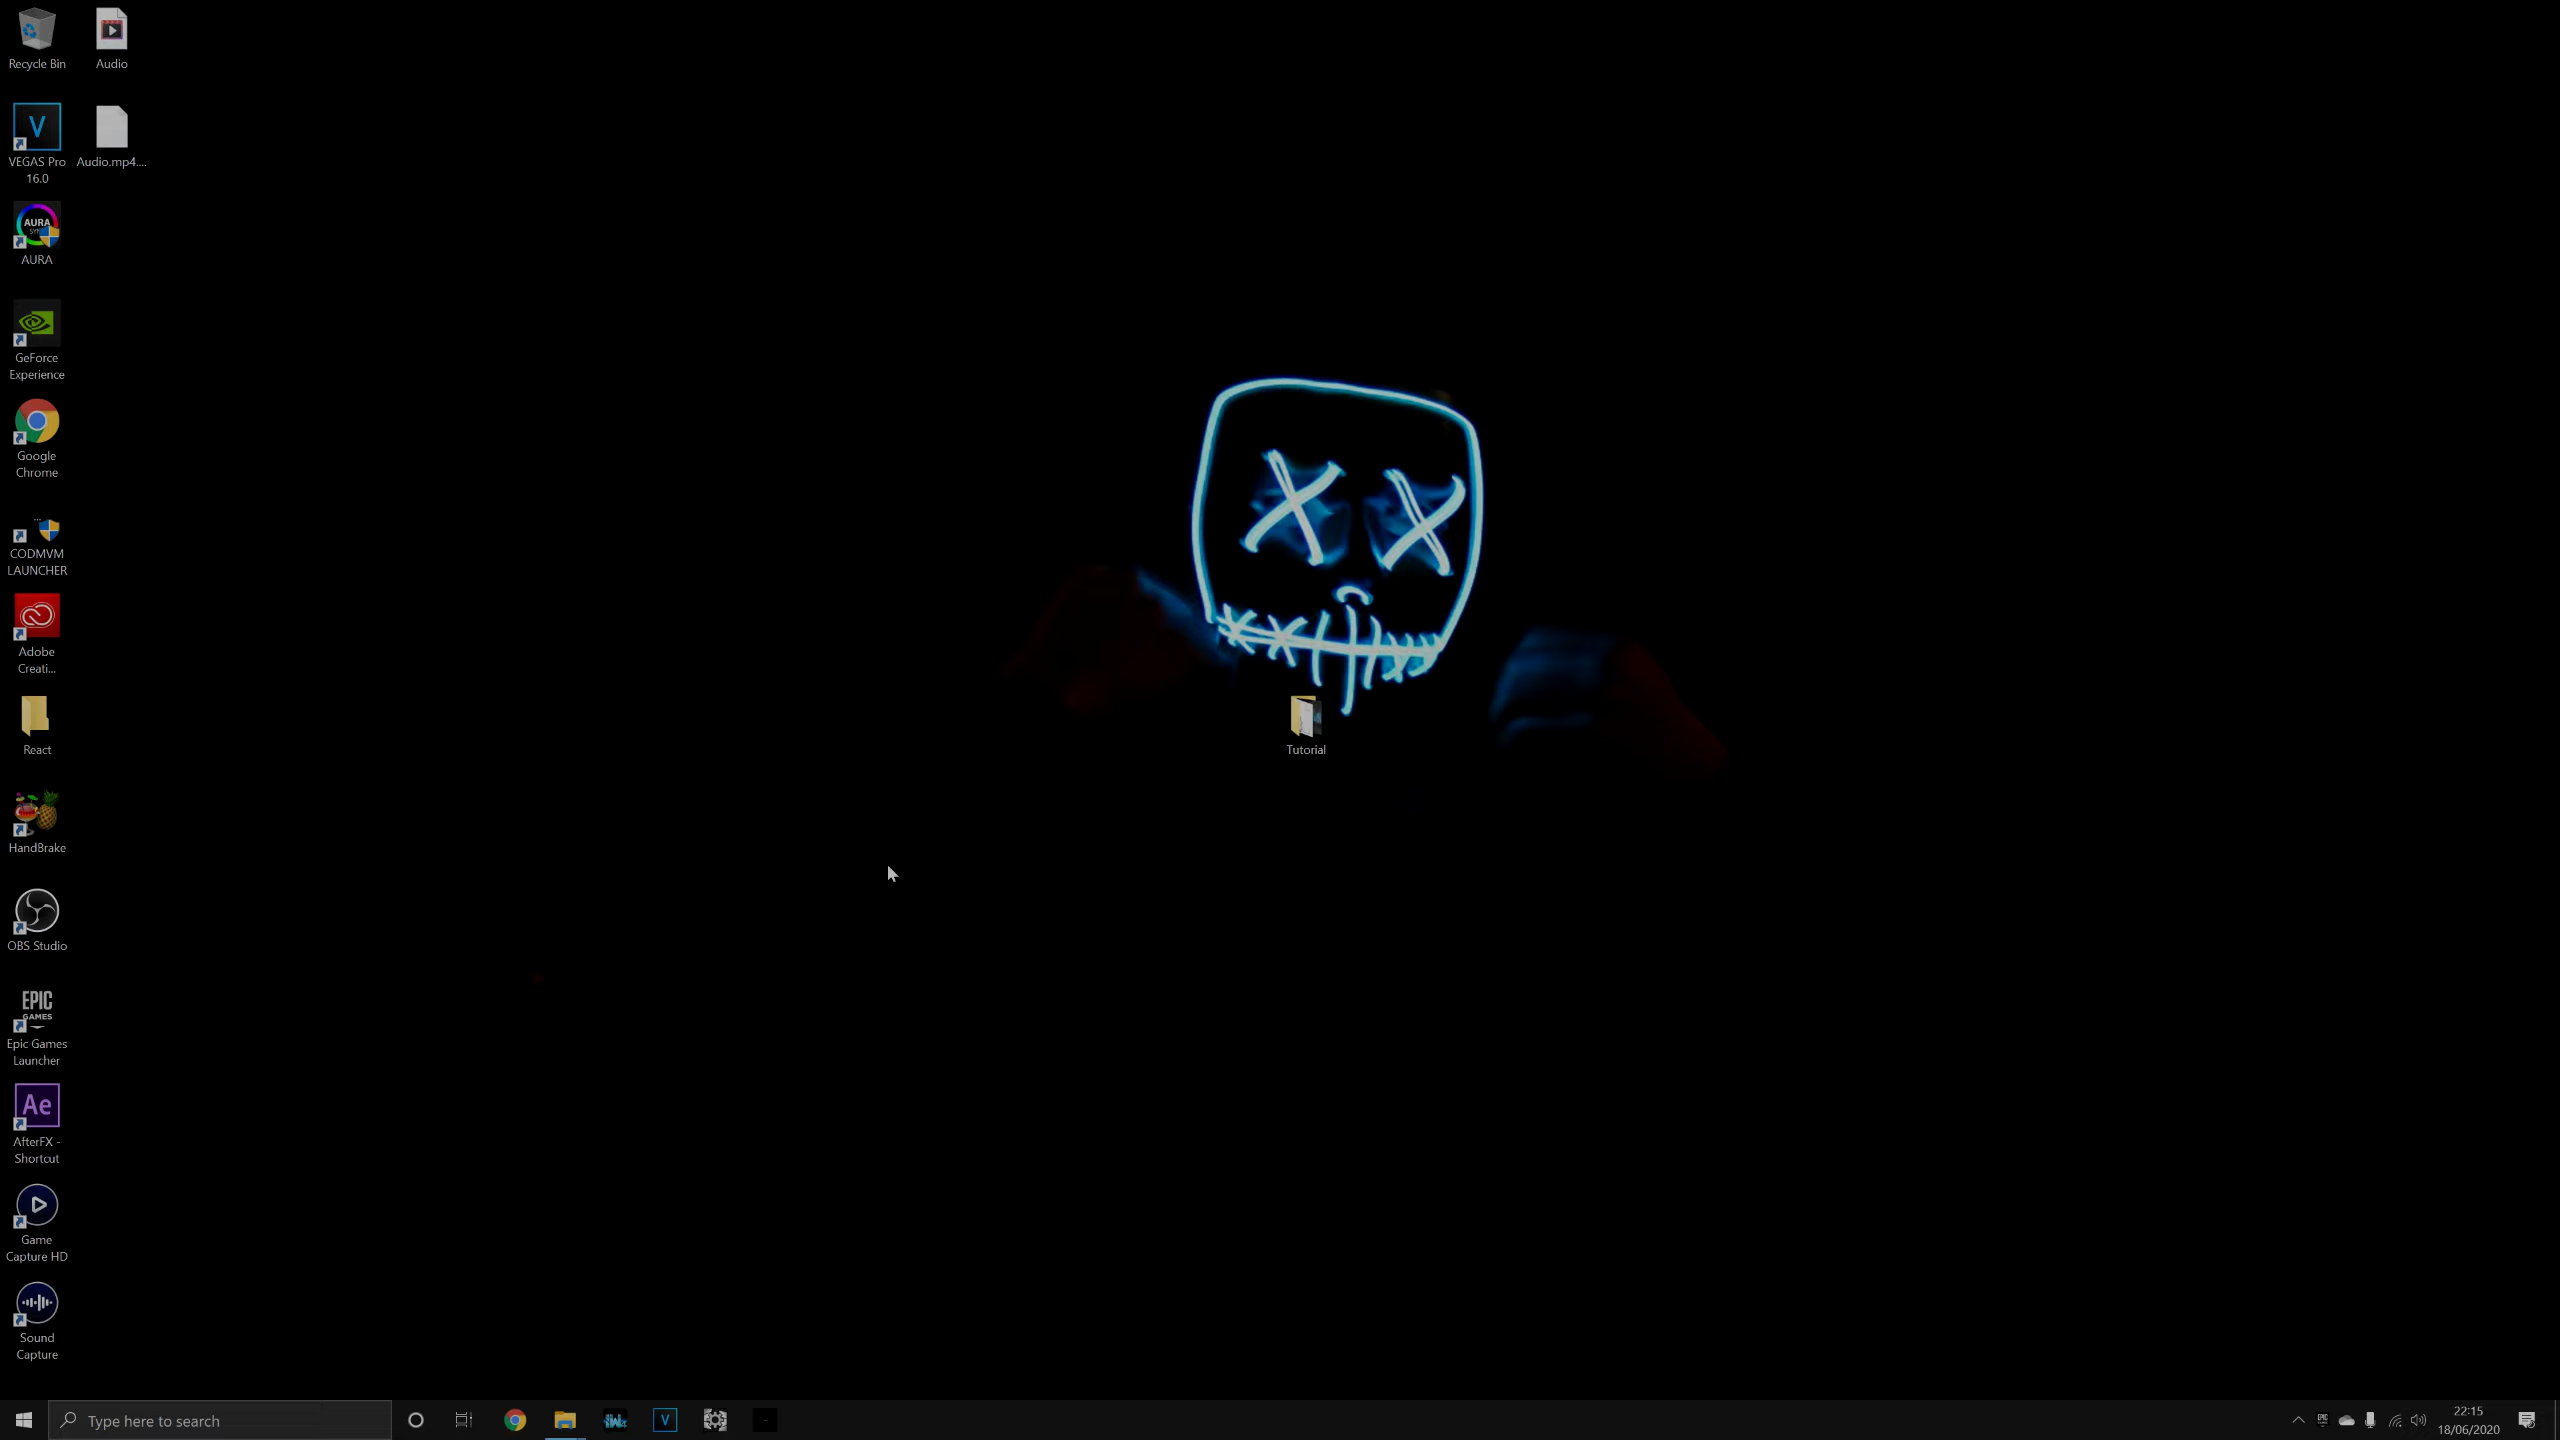 Recycle Bin
Audio
VEGAS Pro
16.0
Audio.mp4....
AURA
AURA
GeForce
Experience
Google
Chrome
CODMVM
LAUNCHER
Adobe
Creati...
React
Tutorial
HandBrake
OBS Studio
EPIC
GAMES
Epic Games
Launcher
Ae
AfterFX -
Shortcut
Game
Capture HD
Sound
Capture
Type here to search
V
22:15
18/06/2020